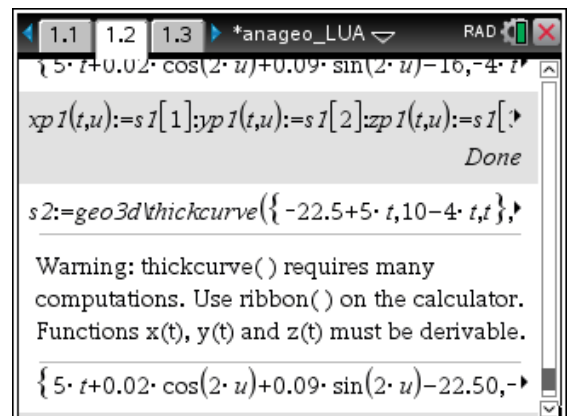 1.1 1.2 1.3 *anageo_LUA RAD
{5·t+0.02·cos(2·u)+0.09·sin(2·u)−16,−4·t
xp1(t,u):=s1[1]:yp1(t,u):=s1[2]:zp1(t,u):=s1[
Done
s2:=geo3d\thickcurve({-22.5+5·t,10−4·t,t},
Warning: thickcurve( ) requires many
computations. Use ribbon( ) on the calculator.
Functions x(t), y(t) and z(t) must be derivable.
{5·t+0.02·cos(2·u)+0.09·sin(2·u)−22.50,-